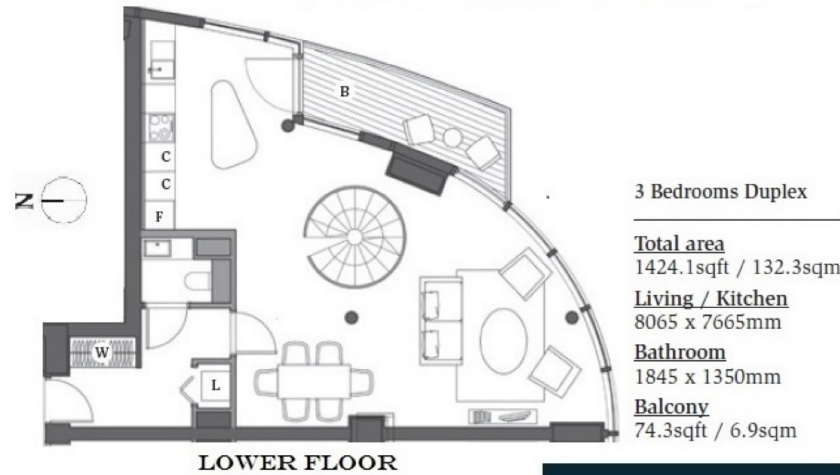 B
C
C
F
N
W
L
LOWER FLOOR
3 Bedrooms Duplex
Total area
1424.1sqft / 132.3sqm
Living / Kitchen
8065 x 7665mm
Bathroom
1845 x 1350mm
Balcony
74.3sqft / 6.9sqm